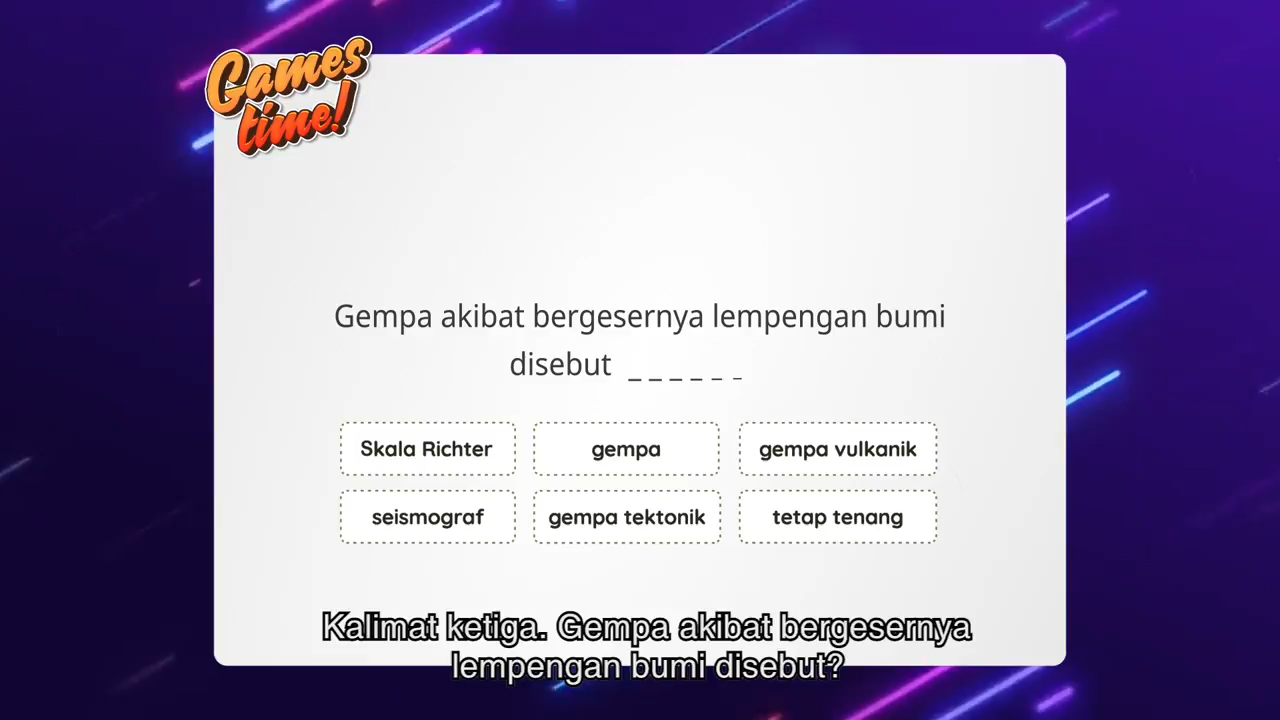 Games
time!
Gempa akibat bergesernya lempengan bumi
disebut _ _ _ _ _ _
Skala Richter
gempa
gempa vulkanik
seismograf
gempa tektonik
tetap tenang
Kalimat ketiga. Gempa akibat bergesernya
lempengan bumi disebut?